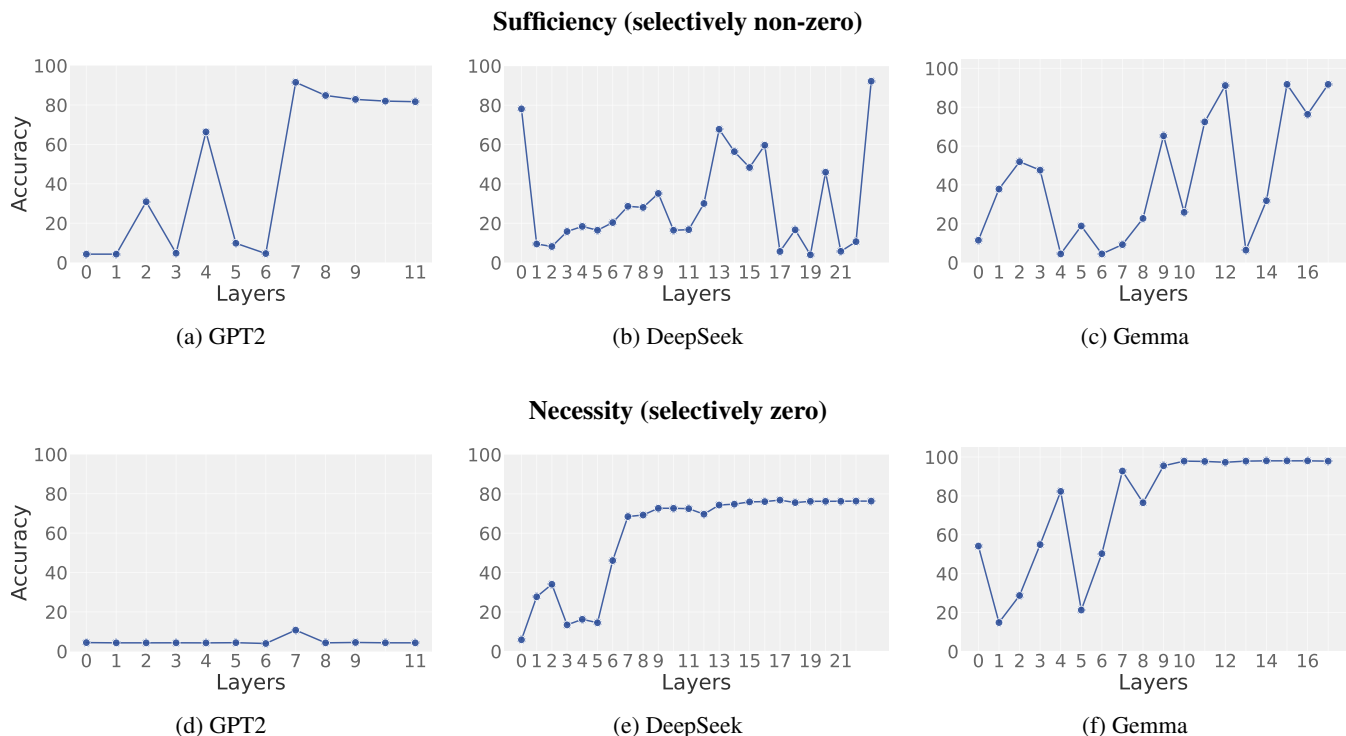 Sufficiency (selectively non-zero)
100
80
60
40
20
0
Accuracy
0 1 2 3 4 5 6 7 8 9 11
Layers
(a) GPT2
100
80
60
40
20
0
0 1 2 3 4 5 6 7 8 9 11 13 15 17 19 21
Layers
(b) DeepSeek
100
80
60
40
20
0
0 1 2 3 4 5 6 7 8 9 10 12 14 16
Layers
(c) Gemma
Necessity (selectively zero)
100
80
60
40
20
0
Accuracy
0 1 2 3 4 5 6 7 8 9 11
Layers
(d) GPT2
100
80
60
40
20
0
0 1 2 3 4 5 6 7 8 9 11 13 15 17 19 21
Layers
(e) DeepSeek
100
80
60
40
20
0
0 1 2 3 4 5 6 7 8 9 10 12 14 16
Layers
(f) Gemma